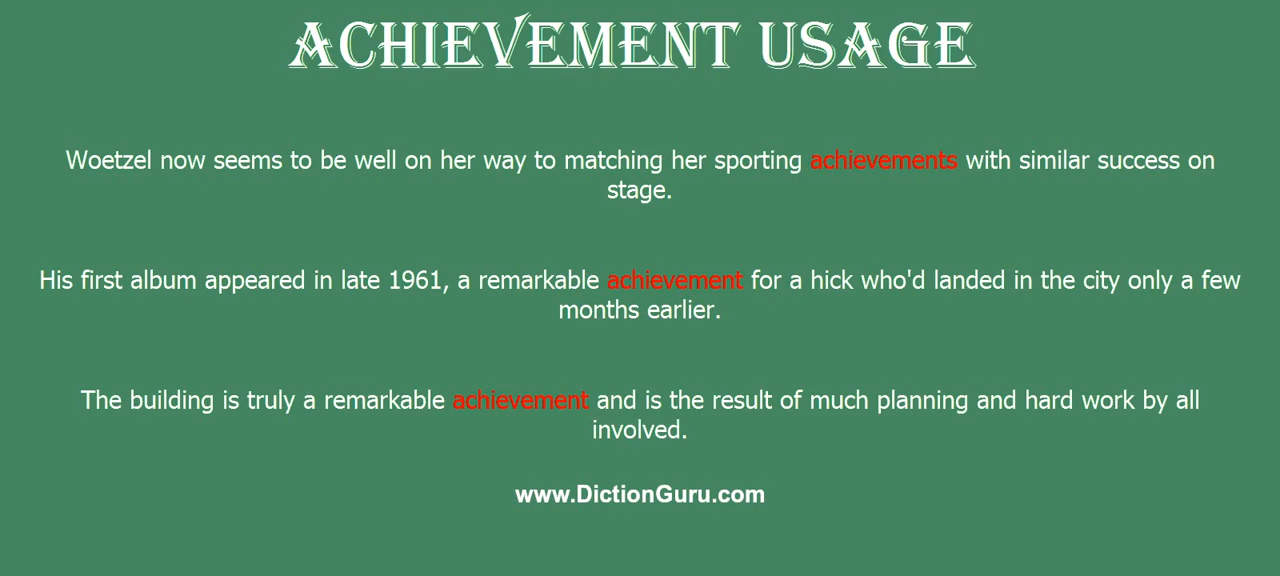 ACHIEVEMENT USAGE
Woetzel now seems to be well on her way to matching her sporting achievements with similar success on
stage.
His first album appeared in late 1961, a remarkable achievement for a hick who'd landed in the city only a few
months earlier.
The building is truly a remarkable achievement and is the result of much planning and hard work by all
involved.
www.DictionGuru.com